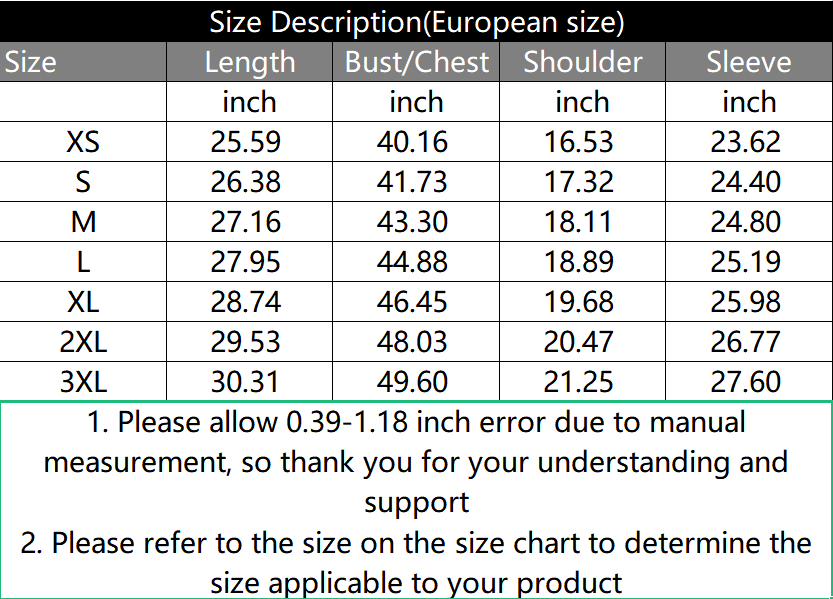 Size Description(European size)
Size Length Bust/Chest Shoulder Sleeve
inch inch inch inch
XS 25.59 40.16 16.53 23.62
S 26.38 41.73 17.32 24.40
M 27.16 43.30 18.11 24.80
L 27.95 44.88 18.89 25.19
XL 28.74 46.45 19.68 25.98
2XL 29.53 48.03 20.47 26.77
3XL 30.31 49.60 21.25 27.60
1. Please allow 0.39-1.18 inch error due to manual
measurement, so thank you for your understanding and
support
2. Please refer to the size on the size chart to determine the
size applicable to your product